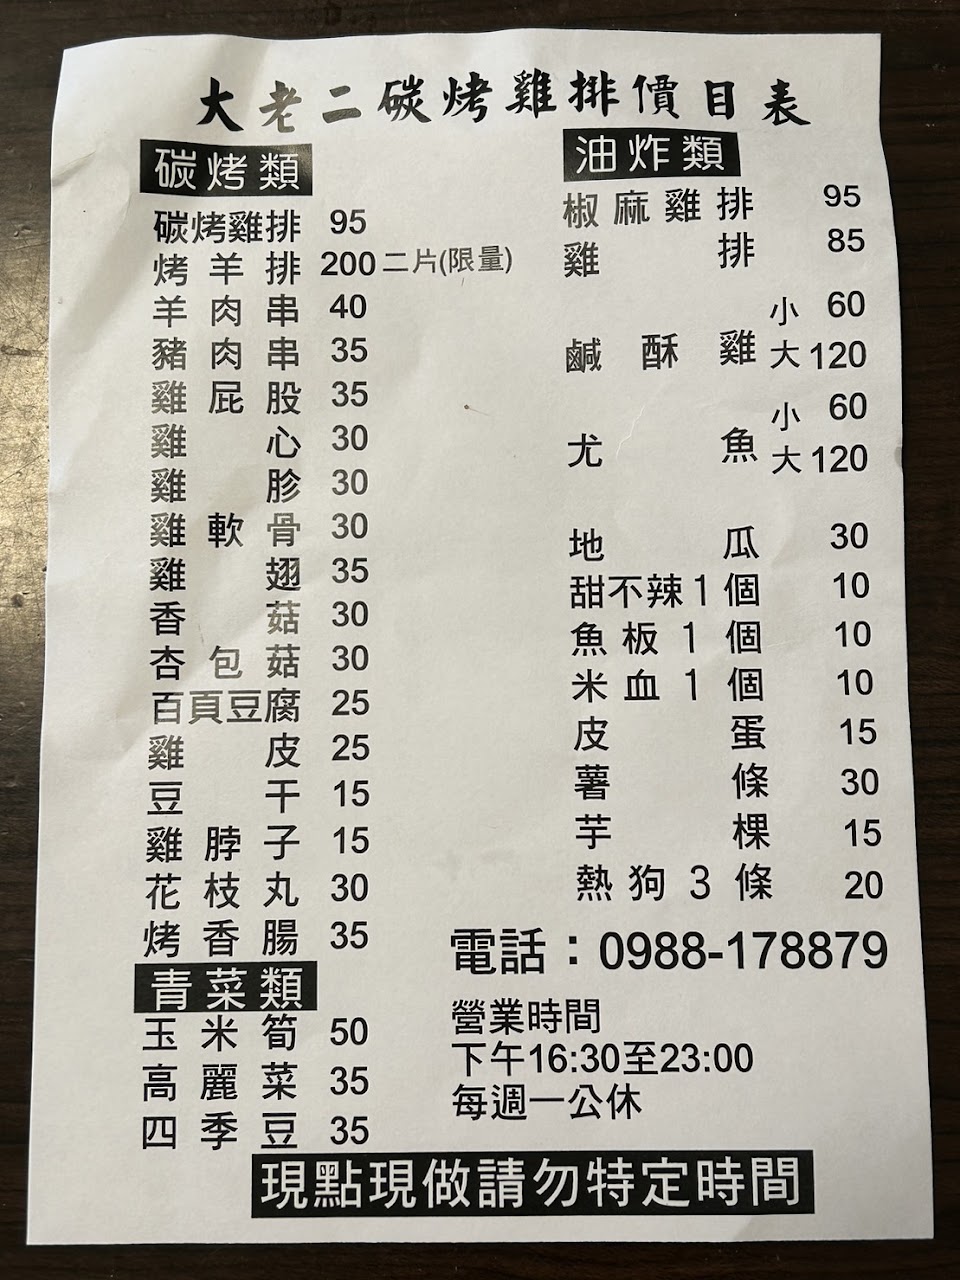 大老二碳烤雞排價目表
碳烤類
碳烤雞排 95
烤羊排 200 二片(限量)
羊肉串 40
豬肉串 35
雞屁股 35
雞心 30
雞胗 30
雞軟骨 30
雞翅 35
香菇 30
杏包菇 30
百頁豆腐 25
雞皮 25
豆干 15
雞脖子 15
花枝丸 30
烤香腸 35
青菜類
玉米筍 50
高麗菜 35
四季豆 35
油炸類
椒麻雞排 95
雞排 85
鹹酥雞 小 60
大 120
尤魚 小 60
大 120
地瓜 30
甜不辣1個 10
魚板1個 10
米血1個 10
皮蛋 15
薯條 30
芋粿 15
熱狗3條 20
電話：0988-178879
營業時間
下午16:30至23:00
每週一公休
現點現做請勿特定時間